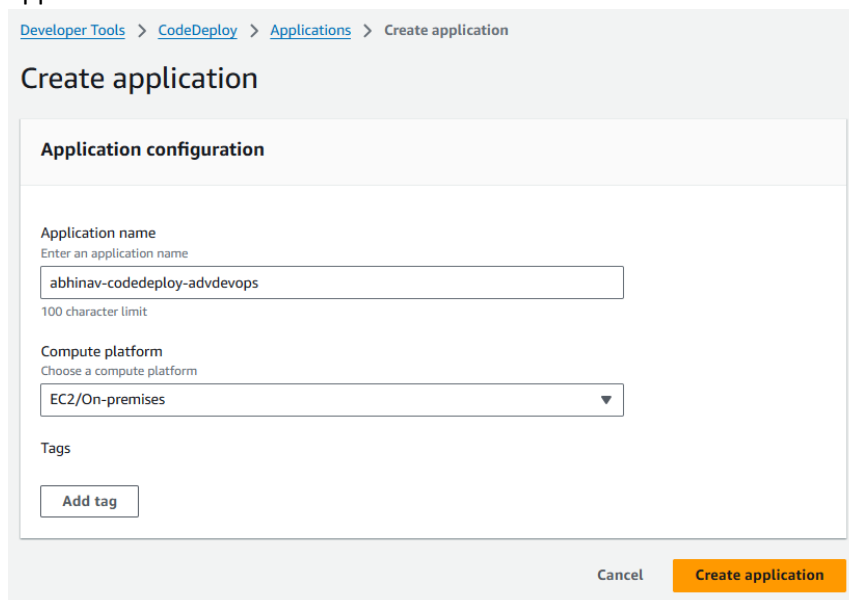 Developer Tools > CodeDeploy > Applications > Create application
Create application
Application configuration
Application name
Enter an application name
abhinav-codedeploy-advdevops
100 character limit
Compute platform
Choose a compute platform
EC2/On-premises
Tags
Add tag
Cancel Create application